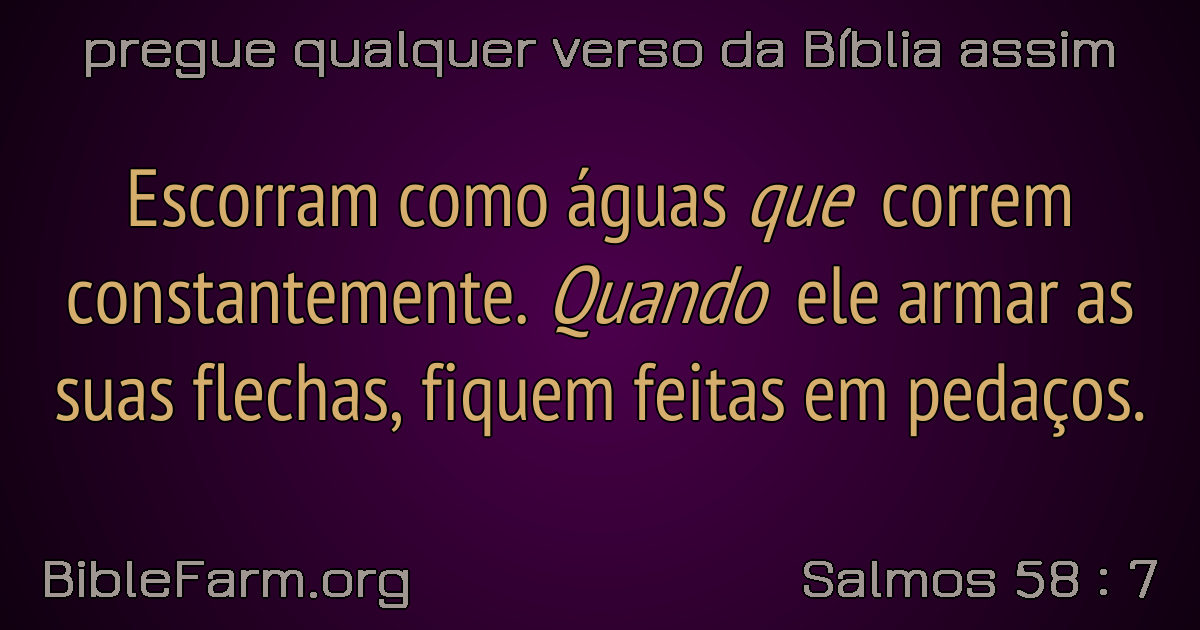 pregue qualquer verso da Bíblia assim
Escorram como águas que correm
constantemente. Quando ele armar as
suas flechas, fiquem feitas em pedaços.
BibleFarm.org
Salmos 58 : 7